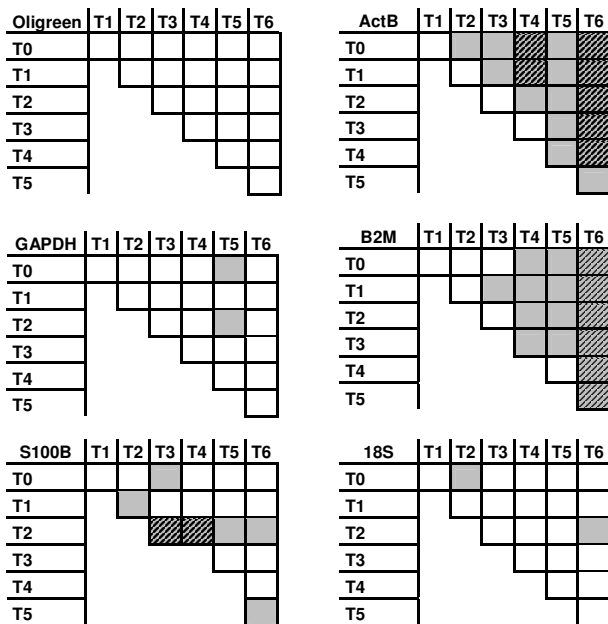 Oligreen T1 T2 T3 T4 T5 T6
T0
T1
T2
T3
T4
T5
ActB T1 T2 T3 T4 T5 T6
T0
T1
T2
T3
T4
T5
GAPDH T1 T2 T3 T4 T5 T6
T0
T1
T2
T3
T4
T5
B2M T1 T2 T3 T4 T5 T6
T0
T1
T2
T3
T4
T5
S100B T1 T2 T3 T4 T5 T6
T0
T1
T2
T3
T4
T5
18S T1 T2 T3 T4 T5 T6
T0
T1
T2
T3
T4
T5